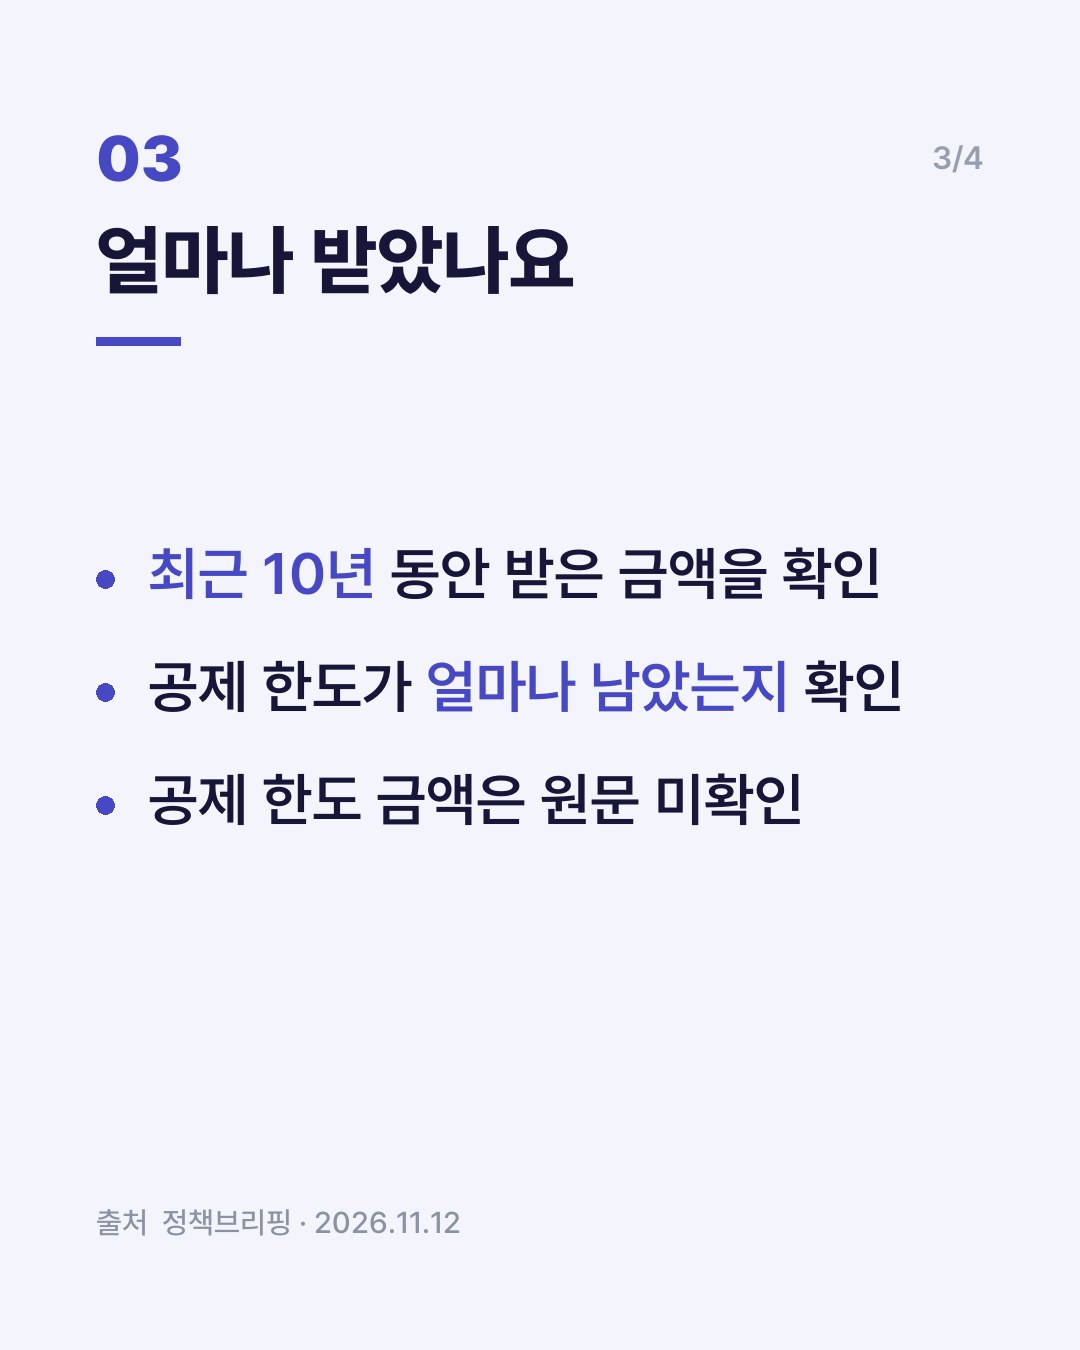 03
3/4
얼마나 받았나요
• 최근 10년 동안 받은 금액을 확인
• 공제 한도가 얼마나 남았는지 확인
• 공제 한도 금액은 원문 미확인
출처 정책브리핑 · 2026.11.12